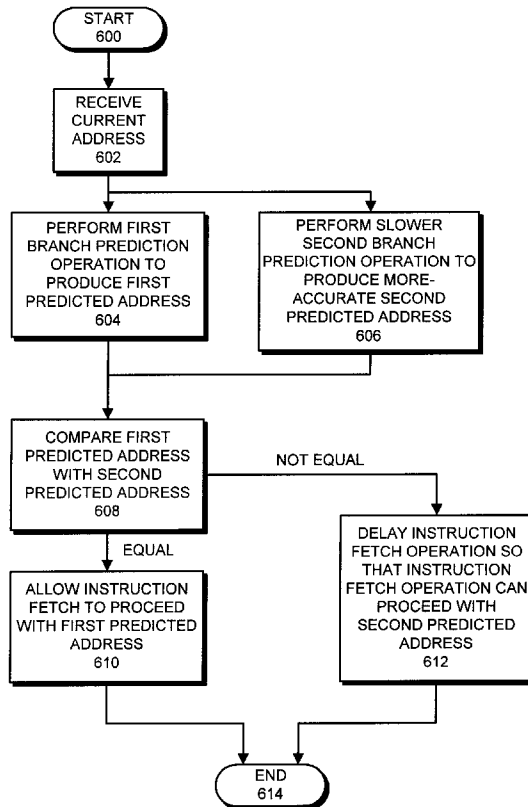 START
600
RECEIVE
CURRENT
ADDRESS
602
PERFORM FIRST
BRANCH PREDICTION
OPERATION TO
PRODUCE FIRST
PREDICTED ADDRESS
604
PERFORM SLOWER
SECOND BRANCH
PREDICTION OPERATION TO
PRODUCE MORE-
ACCURATE SECOND
PREDICTED ADDRESS
606
COMPARE FIRST
PREDICTED ADDRESS
WITH SECOND
PREDICTED ADDRESS
608
NOT EQUAL
EQUAL
ALLOW INSTRUCTION
FETCH TO PROCEED
WITH FIRST PREDICTED
ADDRESS
610
DELAY INSTRUCTION
FETCH OPERATION SO
THAT INSTRUCTION
FETCH OPERATION CAN
PROCEED WITH
SECOND PREDICTED
ADDRESS
612
END
614